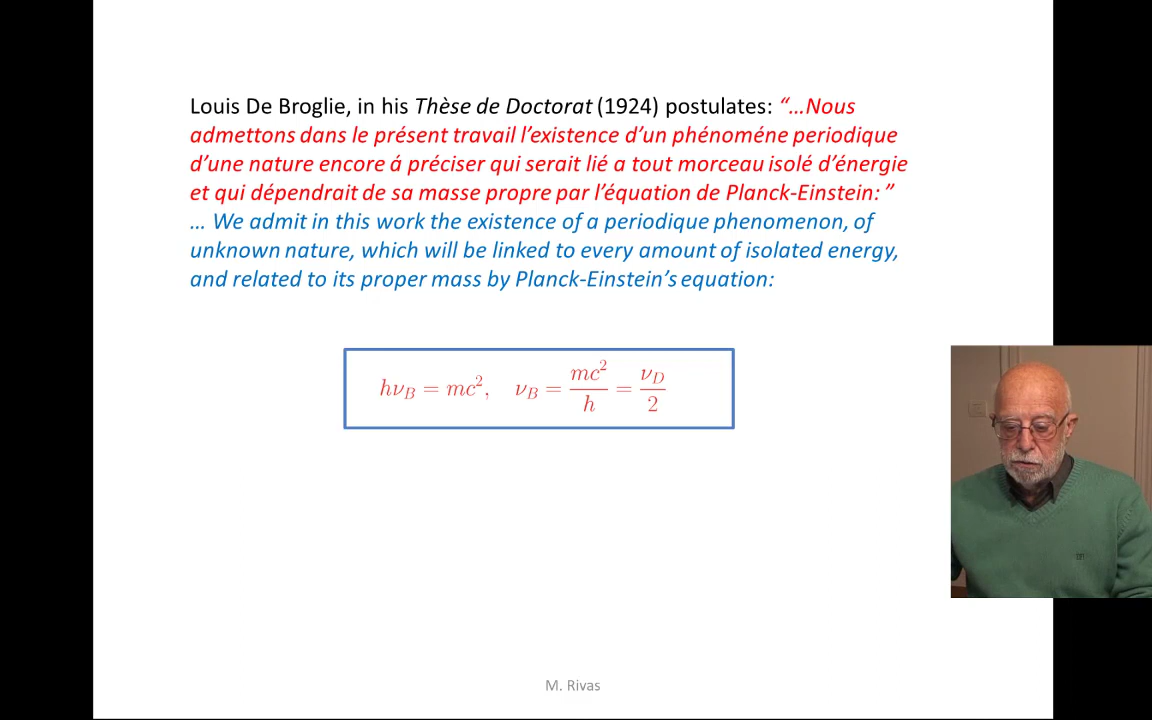 Louis De Broglie, in his Thèse de Doctorat (1924) postulates: “…Nous
admettons dans le présent travail l’existence d’un phénoméne periodique
d’une nature encore á préciser qui serait lié a tout morceau isolé d’énergie
et qui dépendrait de sa masse propre par l’équation de Planck-Einstein: ”
… We admit in this work the existence of a periodique phenomenon, of
unknown nature, which will be linked to every amount of isolated energy,
and related to its proper mass by Planck-Einstein’s equation:
hν_B = mc², ν_B = mc²/h = ν_D/2
M. Rivas